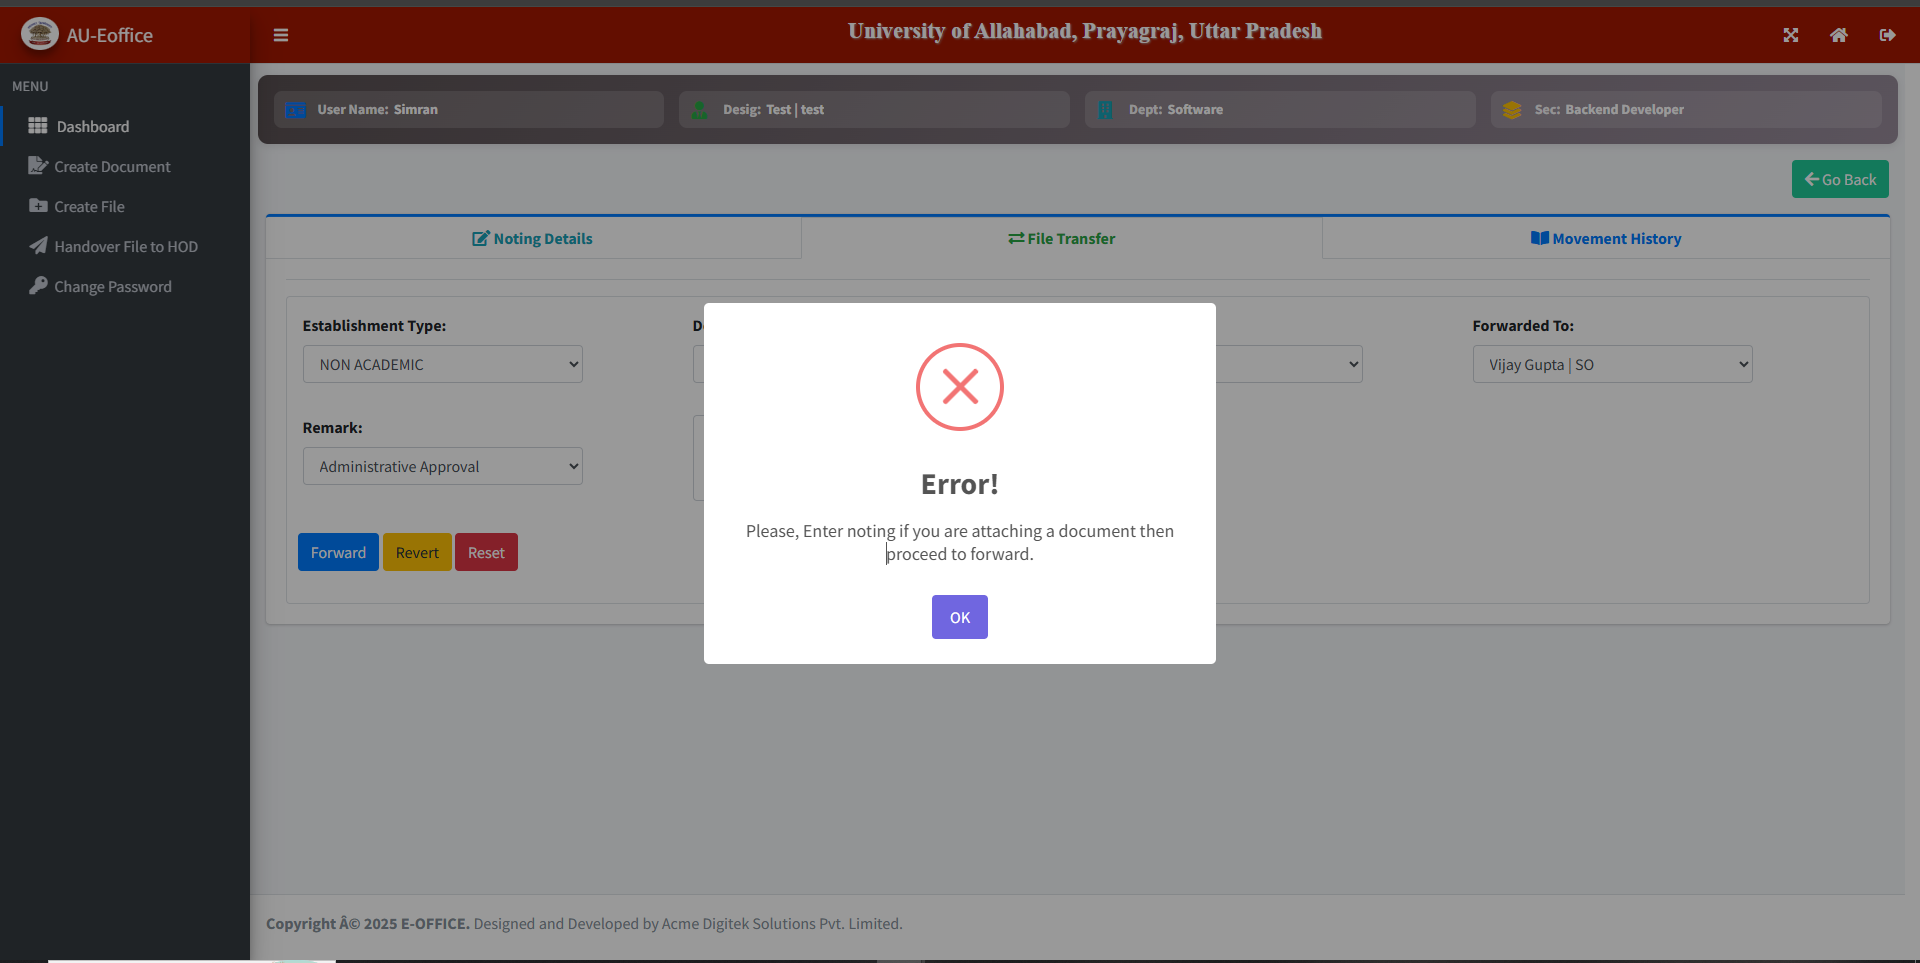 AU-Eoffice
University of Allahabad, Prayagraj, Uttar Pradesh
MENU
Dashboard
Create Document
Create File
Handover File to HOD
Change Password
User Name: Simran
Desig: Test | test
Dept: Software
Sec: Backend Developer
Go Back
Noting Details
File Transfer
Movement History
Establishment Type:
Forwarded To:
NON ACADEMIC
Vijay Gupta | SO
Remark:
Administrative Approval
Forward
Revert
Reset
Error!
Please, Enter noting if you are attaching a document then
proceed to forward.
OK
Copyright Â© 2025 E-OFFICE. Designed and Developed by Acme Digitek Solutions Pvt. Limited.